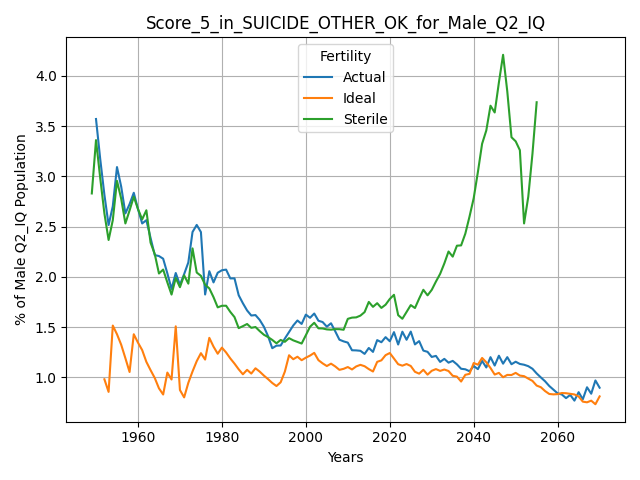 Score_5_in_SUICIDE_OTHER_OK_for_Male_Q2_IQ
Fertility
Actual
Ideal
Sterile
% of Male Q2_IQ Population
4.0
3.5
3.0
2.5
2.0
1.5
1.0
1960
1980
2000
2020
2040
2060
Years